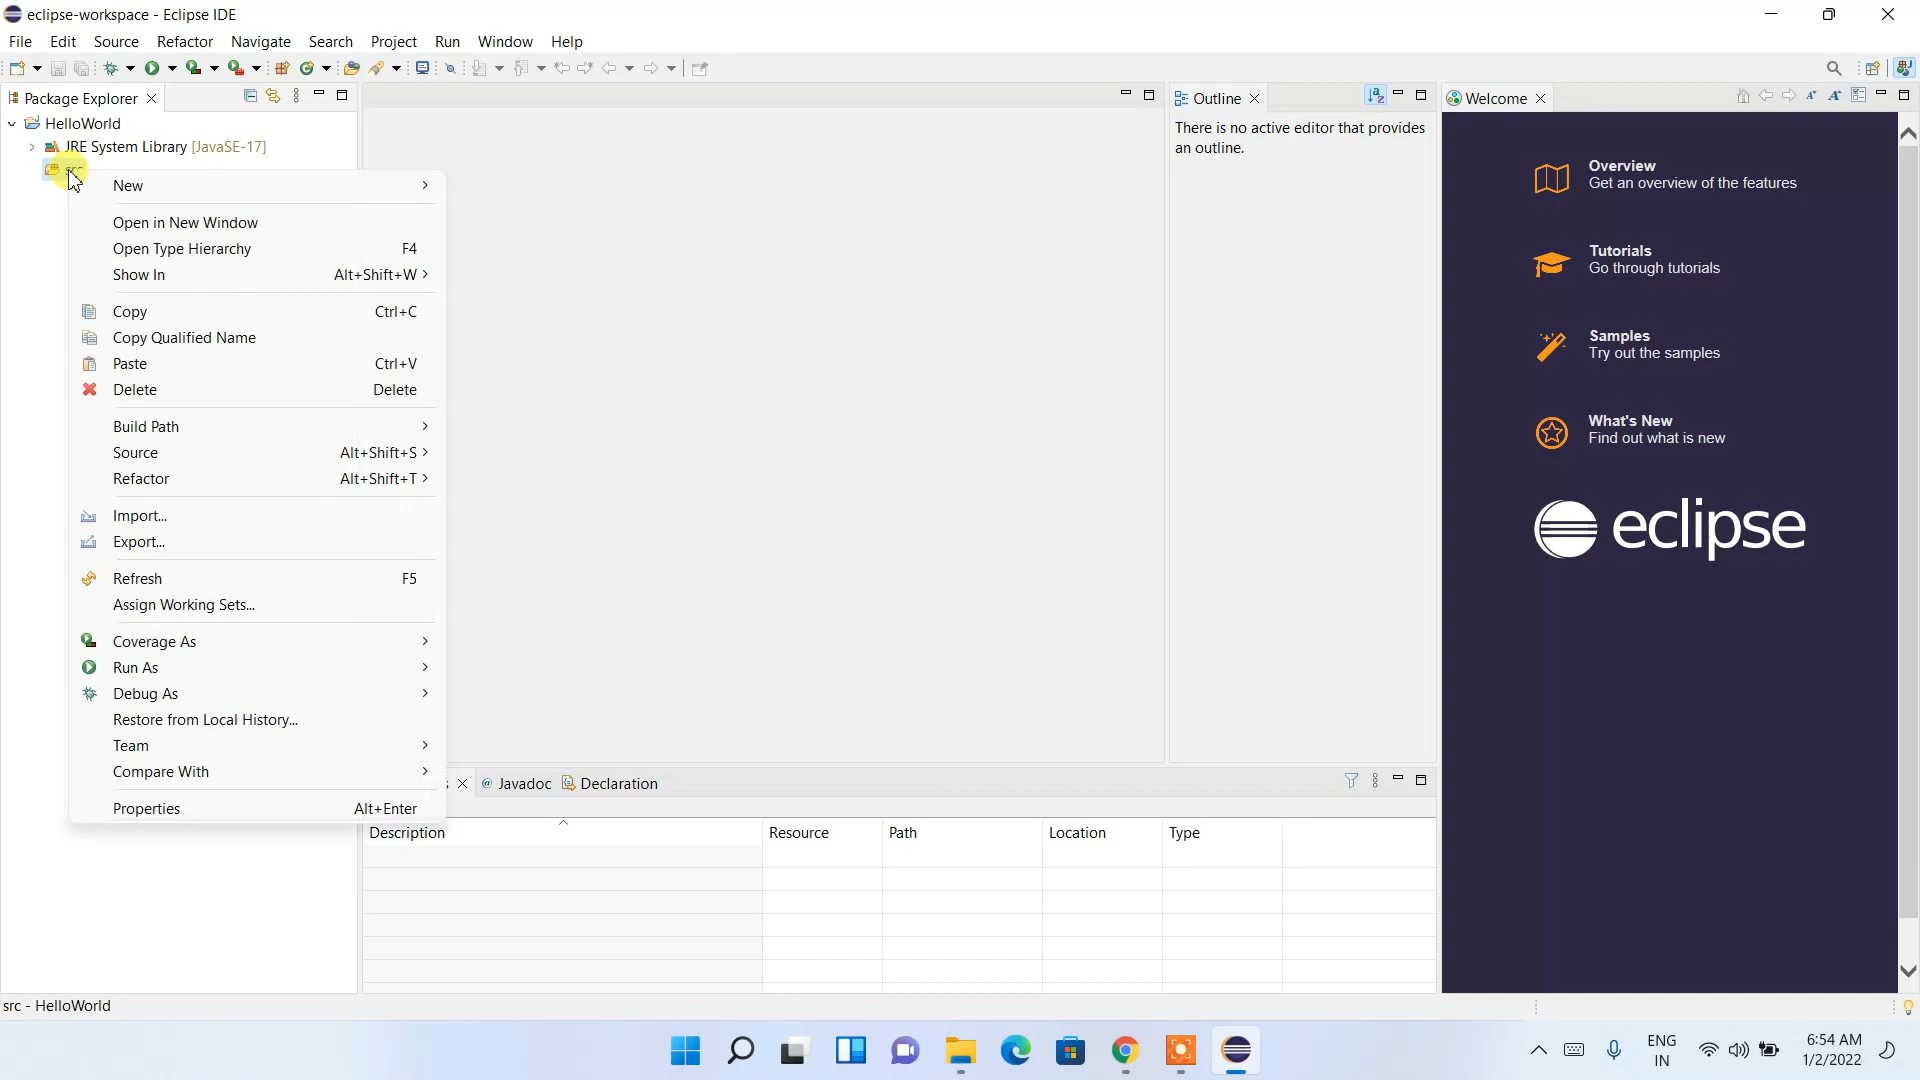 eclipse-workspace - Eclipse IDE
File Edit Source Refactor Navigate Search Project Run Window Help
Package Explorer
HelloWorld
JRE System Library [JavaSE-17]
src
New
Open in New Window
Open Type Hierarchy F4
Show In Alt+Shift+W
Copy Ctrl+C
Copy Qualified Name
Paste Ctrl+V
Delete Delete
Build Path
Source Alt+Shift+S
Refactor Alt+Shift+T
Import...
Export...
Refresh F5
Assign Working Sets...
Coverage As
Run As
Debug As
Restore from Local History...
Team
Compare With
Properties Alt+Enter
Outline
There is no active editor that provides
an outline.
Welcome
Overview
Get an overview of the features
Tutorials
Go through tutorials
Samples
Try out the samples
What's New
Find out what is new
eclipse
Javadoc Declaration
Description Resource Path Location Type
src - HelloWorld
ENG
IN
6:54 AM
1/2/2022